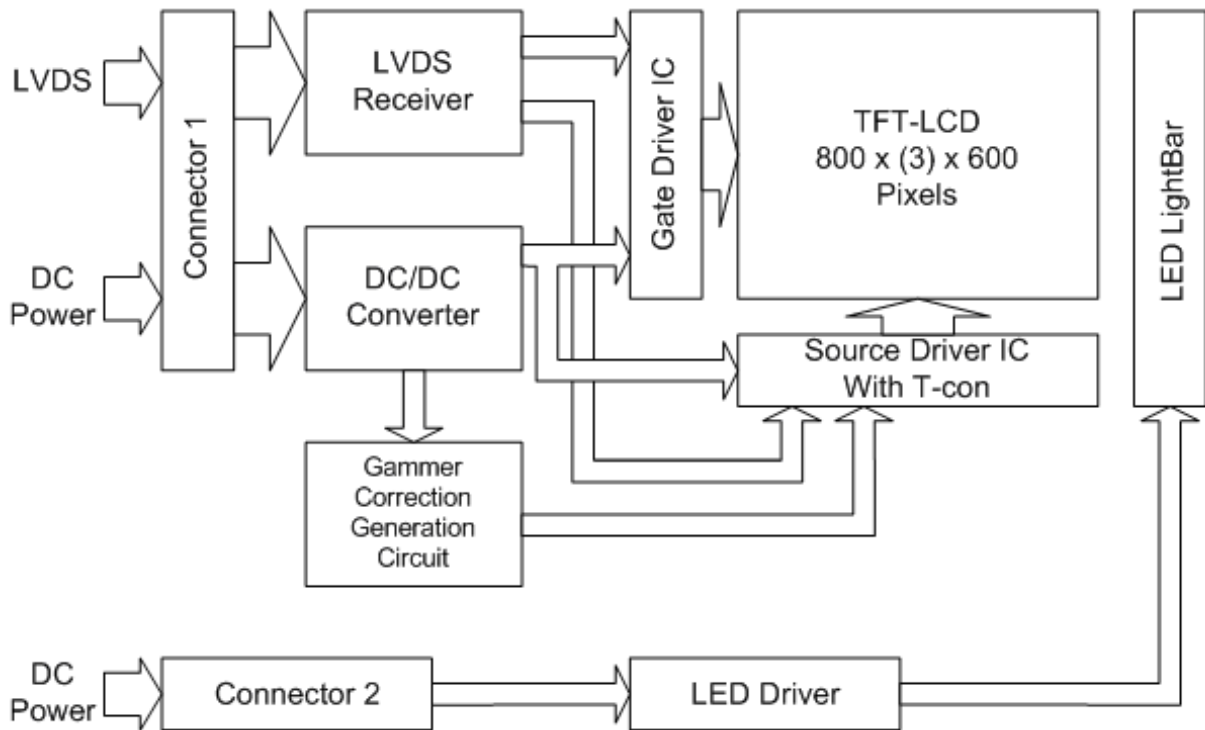 LVDS
Connector 1
LVDS
Receiver
Gate Driver IC
TFT-LCD
800 x (3) x 600
Pixels
LED LightBar
DC
Power
DC/DC
Converter
Source Driver IC
With T-con
Gammer
Correction
Generation
Circuit
DC
Power
Connector 2
LED Driver